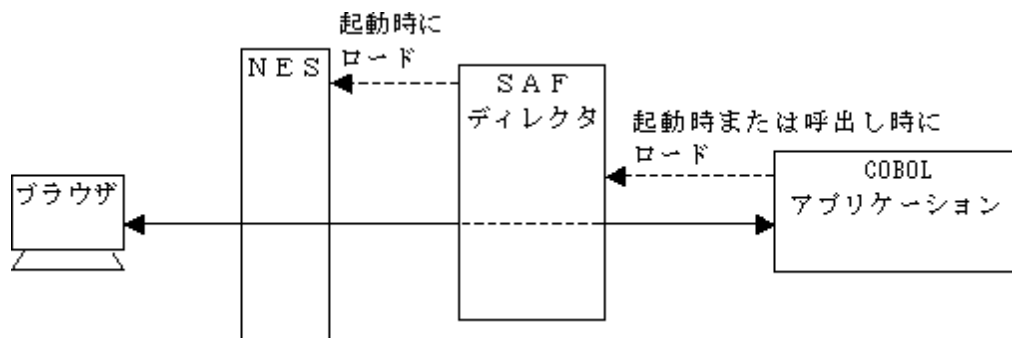 起動時に
ロード
ＮＥＳ
ＳＡＦ
ディレクタ
起動時または呼出し時に
ロード
COBOL
アプリケーション
ブラウザ